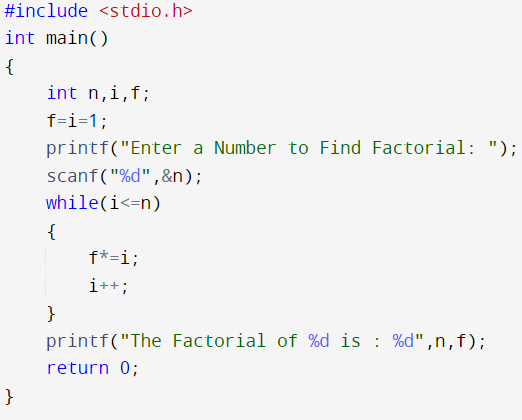 #include <stdio.h>
int main()
{
    int n,i,f;
    f=i=1;
    printf("Enter a Number to Find Factorial: ");
    scanf("%d",&n);
    while(i<=n)
    {
        f*=i;
        i++;
    }
    printf("The Factorial of %d is : %d",n,f);
    return 0;
}